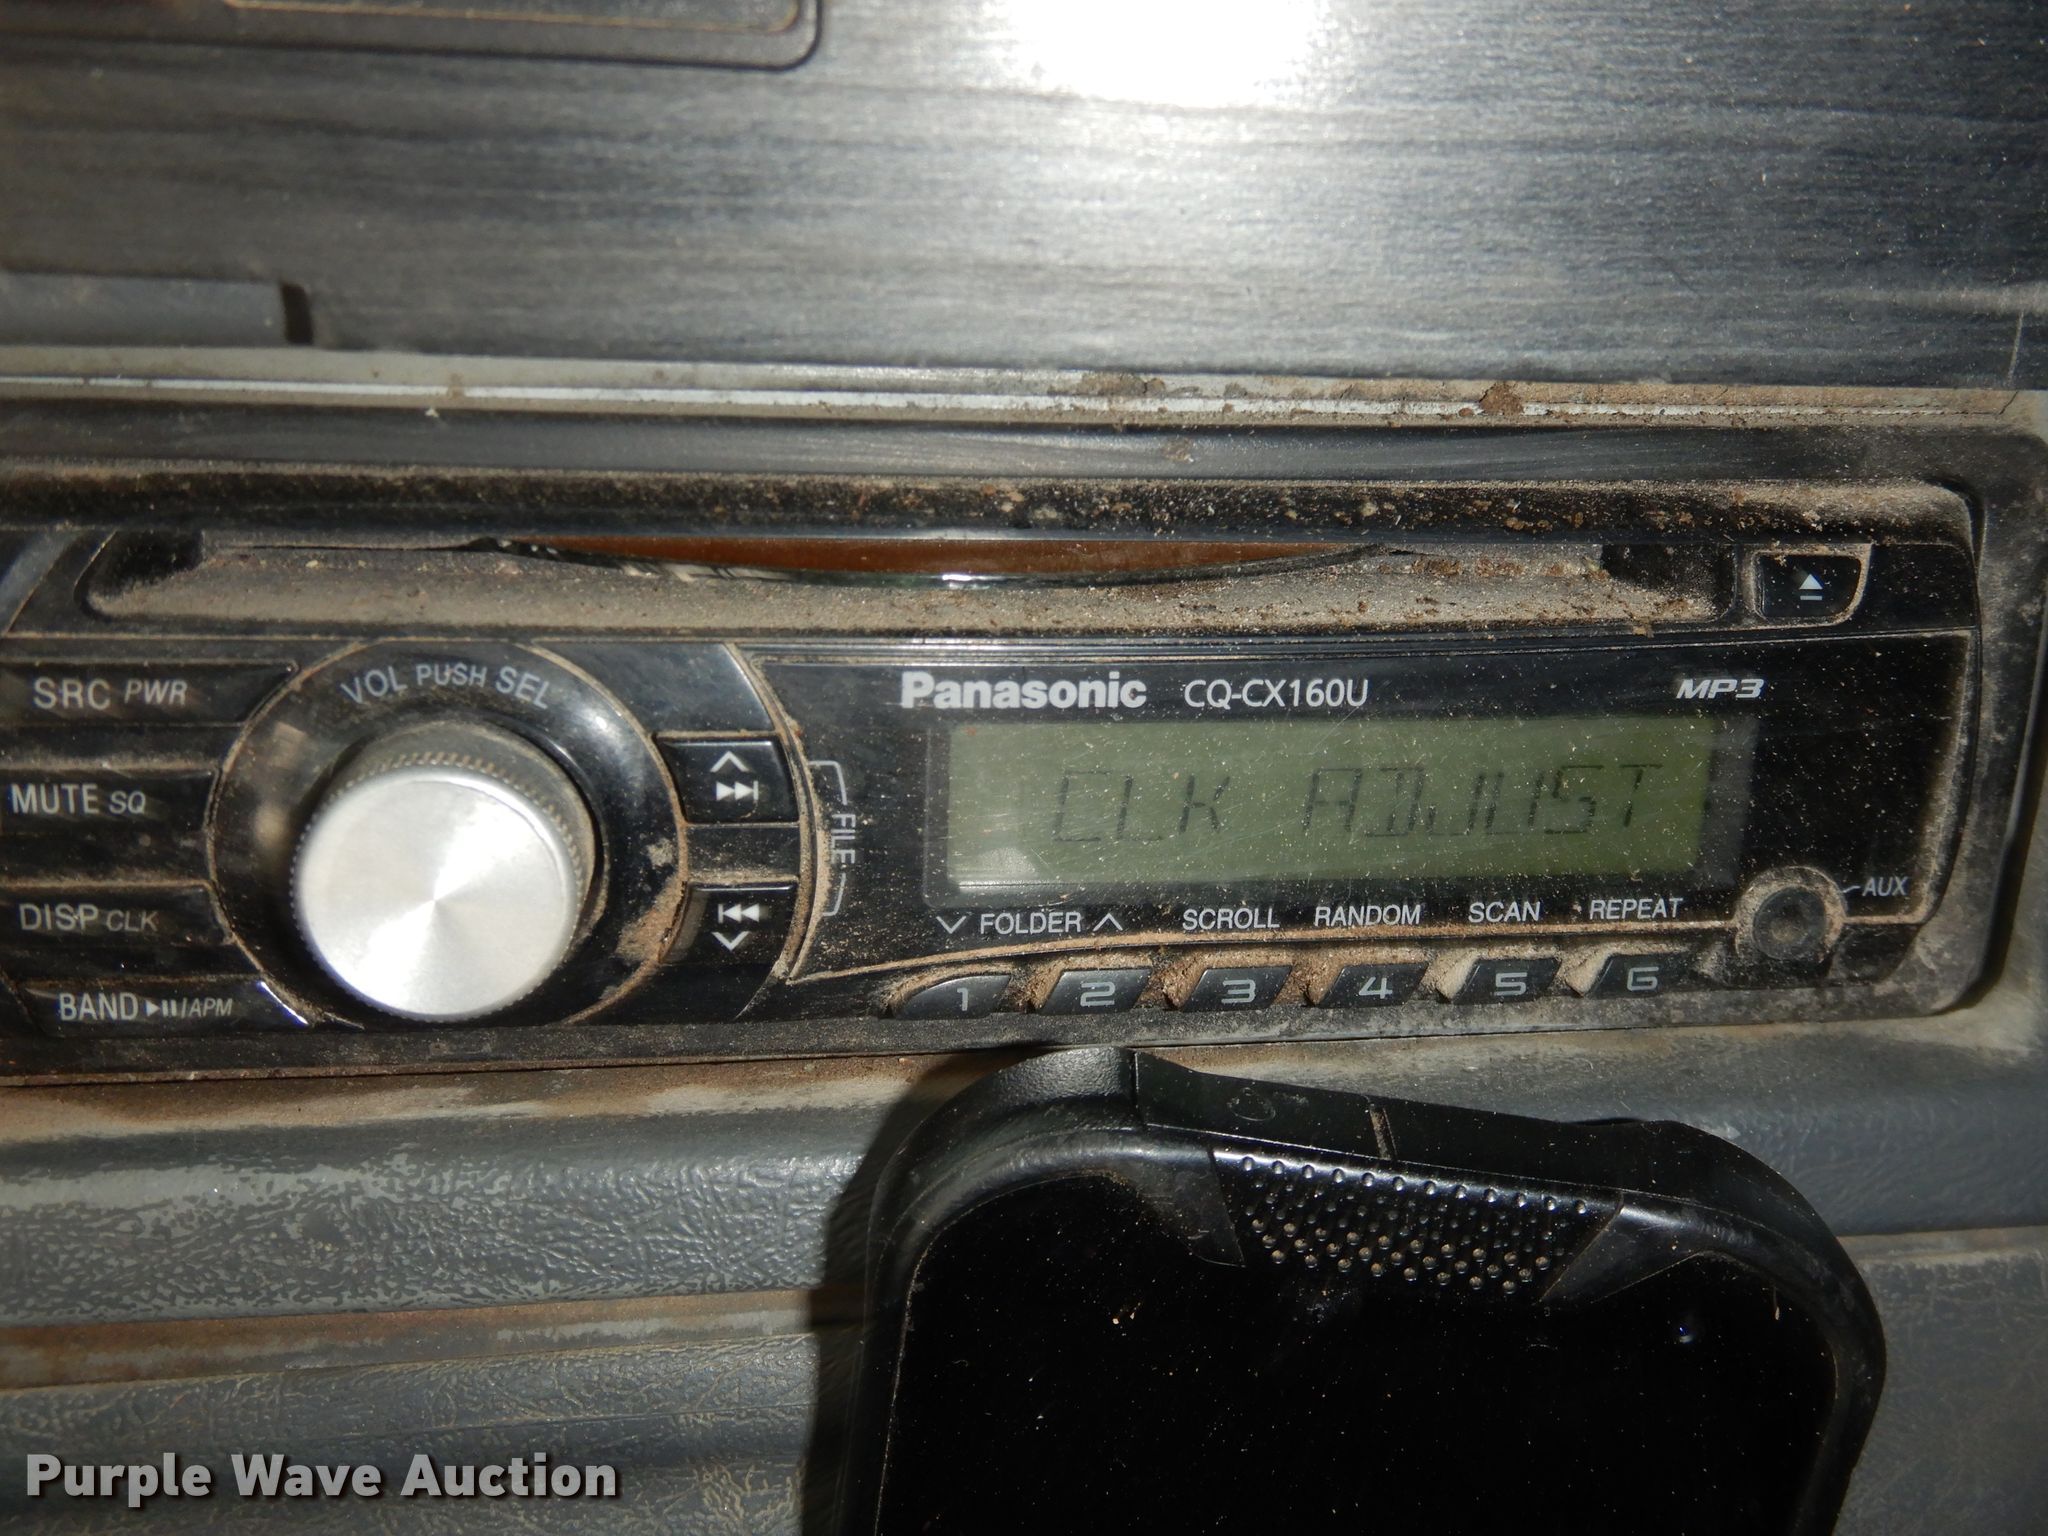 VOL PUSH SEL
SRC PWR
MUTE SQ
DISP CLK
BAND ▶II/APM
FILE
Panasonic CQ-CX160U
MP3
CLK ADJUST
FOLDER SCROLL RANDOM SCAN REPEAT
AUX
1 2 3 4 5 6
Purple Wave Auction